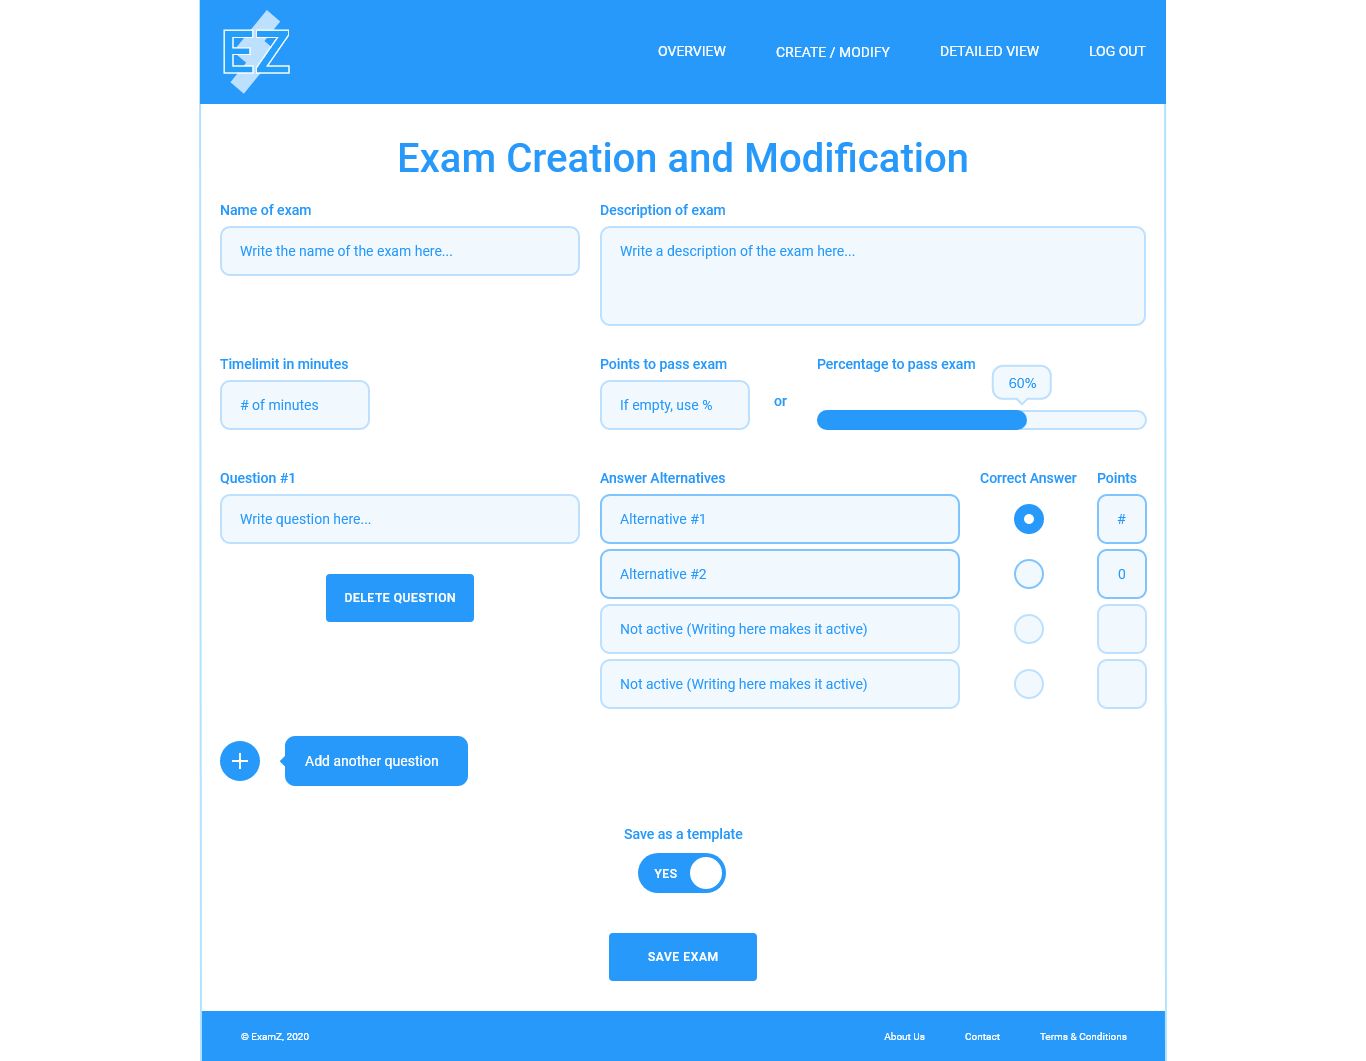 EZ
OVERVIEW CREATE / MODIFY DETAILED VIEW LOG OUT
Exam Creation and Modification
Name of exam
Write the name of the exam here...
Description of exam
Write a description of the exam here...
Timelimit in minutes
# of minutes
Points to pass exam
If empty, use %
or
Percentage to pass exam
60%
Question #1
Write question here...
DELETE QUESTION
Answer Alternatives Correct Answer Points
Alternative #1 #
Alternative #2 0
Not active (Writing here makes it active)
Not active (Writing here makes it active)
Add another question
Save as a template
YES
SAVE EXAM
© ExamZ, 2020 About Us Contact Terms & Conditions